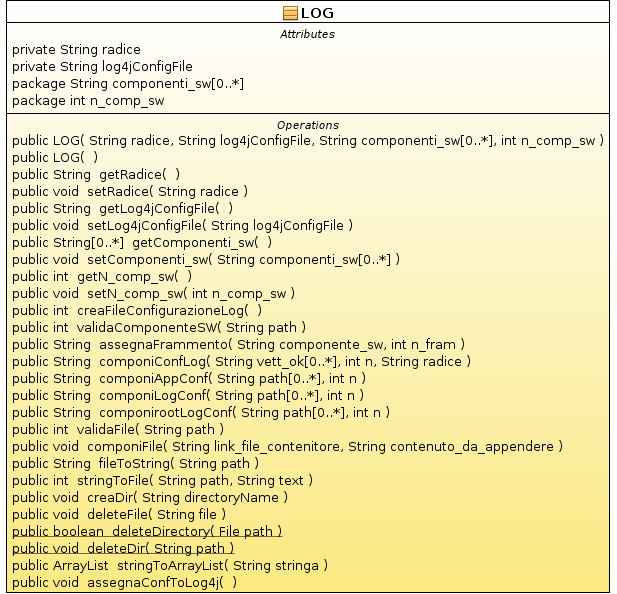 LOG
Attributes
private String radice
private String log4jConfigFile
package String componenti_sw[0..*]
package int n_comp_sw
Operations
public LOG( String radice, String log4jConfigFile, String componenti_sw[0..*], int n_comp_sw )
public LOG(  )
public String  getRadice(  )
public void  setRadice( String radice )
public String  getLog4jConfigFile(  )
public void  setLog4jConfigFile( String log4jConfigFile )
public String[0..*]  getComponenti_sw(  )
public void  setComponenti_sw( String componenti_sw[0..*] )
public int  getN_comp_sw(  )
public void  setN_comp_sw( int n_comp_sw )
public int  creaFileConfigurazioneLog(  )
public int  validaComponenteSW( String path )
public String  assegnaFrammento( String componente_sw, int n_fram )
public String  componiConfLog( String vett_ok[0..*], int n, String radice )
public String  componiAppConf( String path[0..*], int n )
public String  componiLogConf( String path[0..*], int n )
public String  componirootLogConf( String path[0..*], int n )
public int  validaFile( String path )
public void  componiFile( String link_file_contenitore, String contenuto_da_appendere )
public String  fileToString( String path )
public int  stringToFile( String path, String text )
public void  creaDir( String directoryName )
public void  deleteFile( String file )
public boolean  deleteDirectory( File path )
public void  deleteDir( String path )
public ArrayList  stringToArrayList( String stringa )
public void  assegnaConfToLog4j(  )